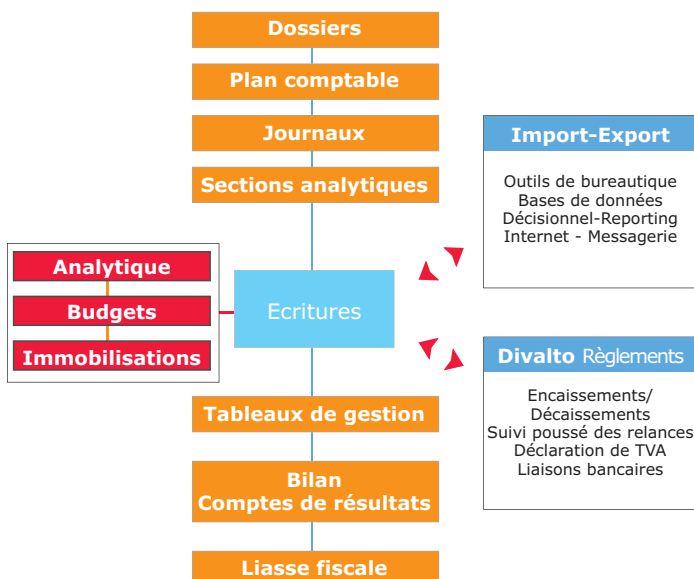 Dossiers
Plan comptable
Journaux
Sections analytiques
Import-Export
Outils de bureautique
Bases de données
Décisionnel-Reporting
Internet - Messagerie
Analytique
Budgets
Immobilisations
Ecritures
Divalto Règlements
Encaissements/
Décaissements
Suivi poussé des relances
Déclaration de TVA
Liaisons bancaires
Tableaux de gestion
Bilan
Comptes de résultats
Liasse fiscale